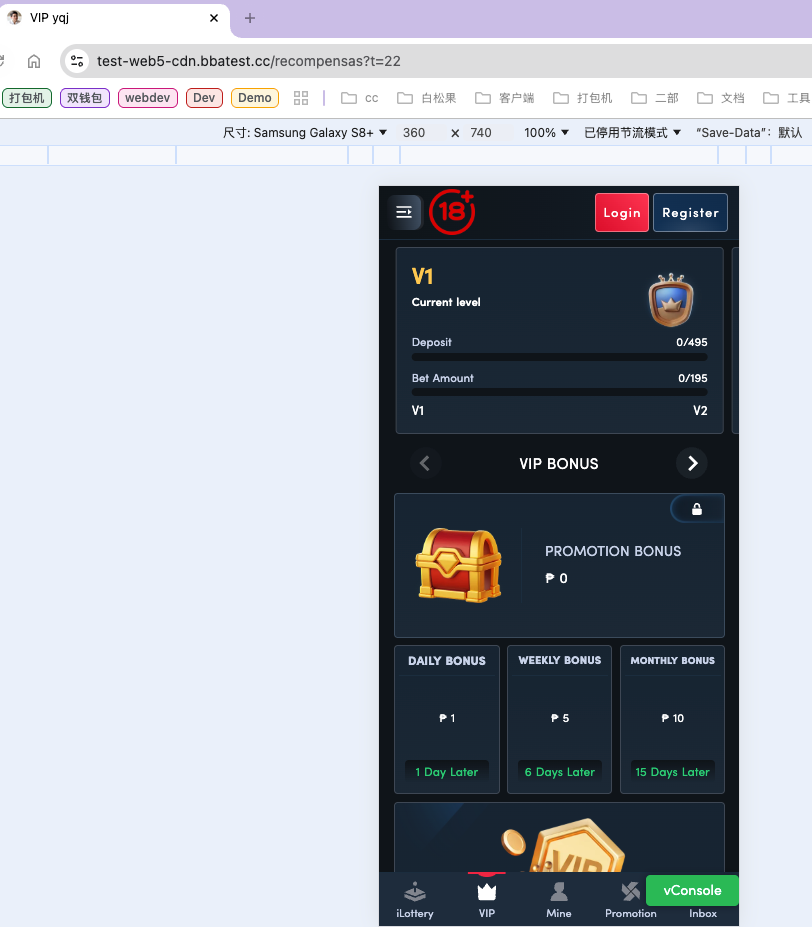 VIP yqj
test-web5-cdn.bbatest.cc/recompensas?t=22
打包机 双钱包 webdev Dev Demo cc 白松果 客户端 打包机 二部 文档 工具
尺寸: Samsung Galaxy S8+ 360 × 740 100% 已停用节流模式 “Save-Data”: 默认
18+ Login Register
V1
Current level
Deposit 0/495
Bet Amount 0/195
V1 V2
VIP BONUS
PROMOTION BONUS
₱ 0
DAILY BONUS WEEKLY BONUS MONTHLY BONUS
₱ 1 ₱ 5 ₱ 10
1 Day Later 6 Days Later 15 Days Later
VIP
vConsole
iLottery VIP Mine Promotion Inbox